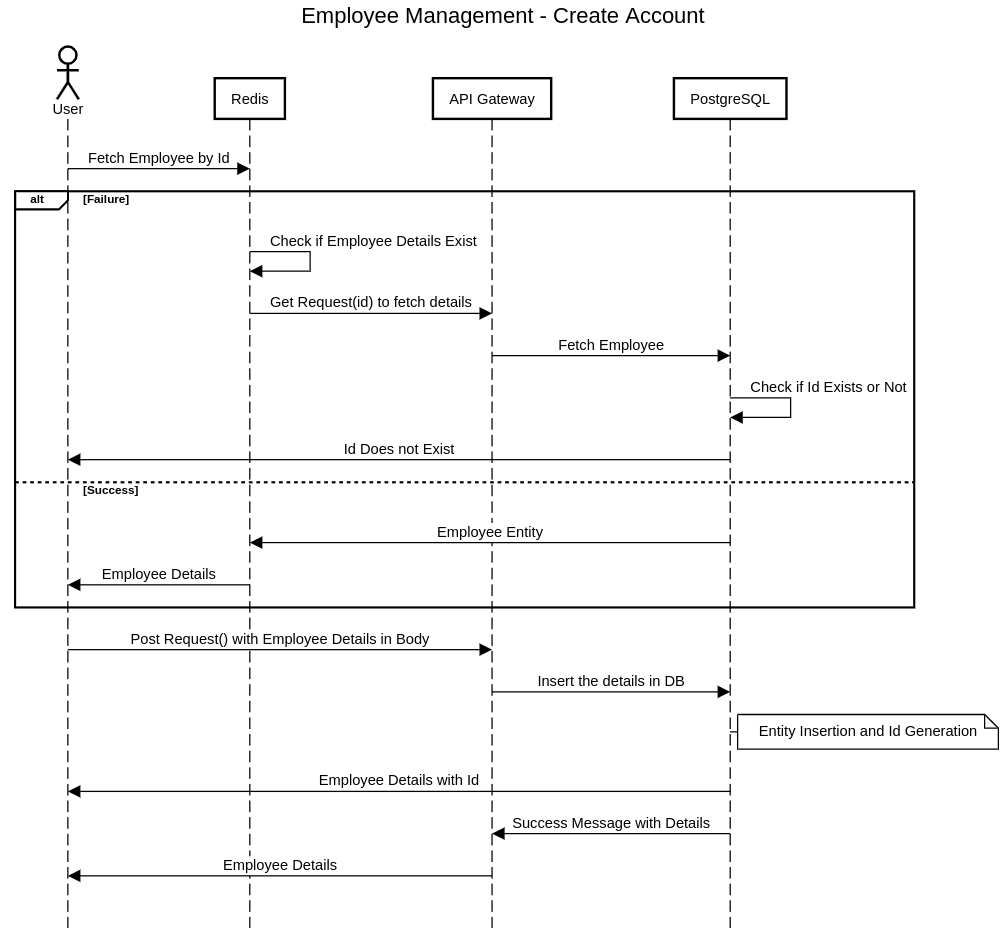 Employee Management - Create Account
User
Redis
API Gateway
PostgreSQL
Fetch Employee by Id
alt
[Failure]
Check if Employee Details Exist
Get Request(id) to fetch details
Fetch Employee
Check if Id Exists or Not
Id Does not Exist
[Success]
Employee Entity
Employee Details
Post Request() with Employee Details in Body
Insert the details in DB
Entity Insertion and Id Generation
Employee Details with Id
Success Message with Details
Employee Details